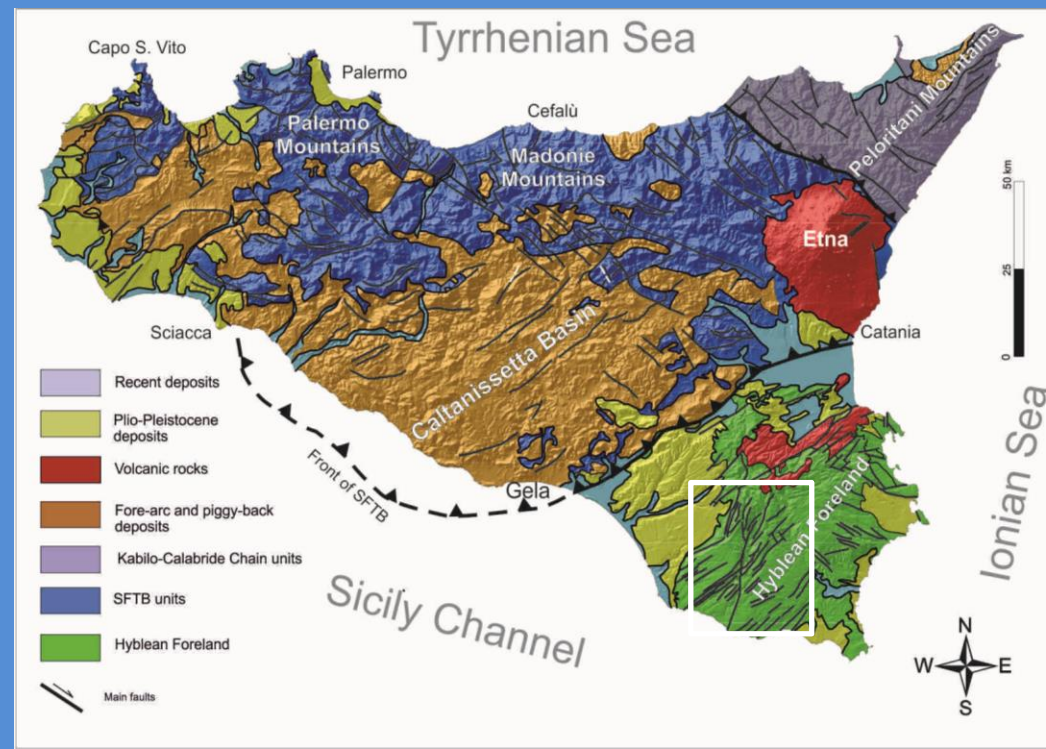 Tyrrhenian Sea
Capo S. Vito
Palermo
Cefalù
Palermo
Mountains
Madonie
Mountains
Peloritani Mountains
Etna
50 km
25
0
Sciacca
Catania
Caltanissetta Basin
Front of SFTB
Gela
Hyblean Foreland
Ionian Sea
Sicily Channel
Recent deposits
Plio-Pleistocene
deposits
Volcanic rocks
Fore-arc and piggy-back
deposits
Kabilo-Calabride Chain units
SFTB units
Hyblean Foreland
Main faults
N
W
E
S